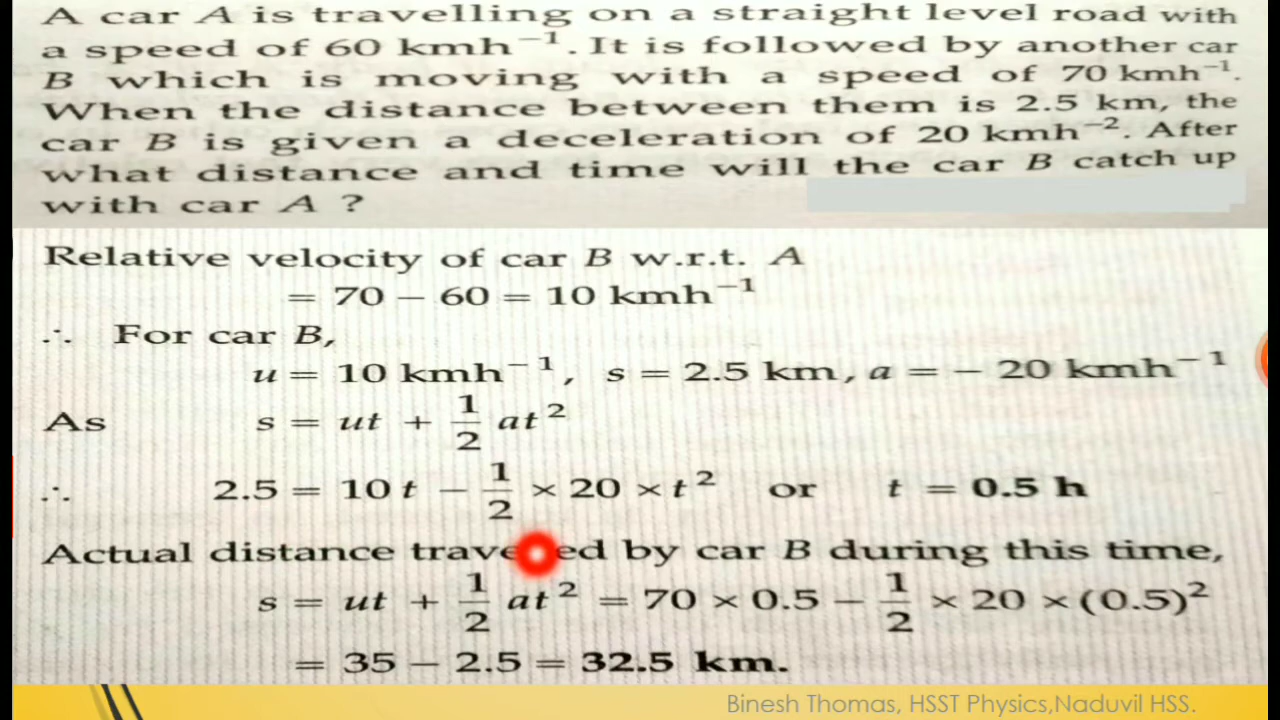 A car A is travelling on a straight level road with
a speed of 60 kmh⁻¹. It is followed by another car
B which is moving with a speed of 70 kmh⁻¹.
When the distance between them is 2.5 km, the
car B is given a deceleration of 20 kmh⁻². After
what distance and time will the car B catch up
with car A ?
Relative velocity of car B w.r.t. A
= 70 − 60 = 10 kmh⁻¹
∴ For car B,
u = 10 kmh⁻¹, s = 2.5 km, a = − 20 kmh⁻¹
As s = ut + 1/2 at²
∴ 2.5 = 10 t − 1/2 × 20 × t² or t = 0.5 h
Actual distance travelled by car B during this time,
s = ut + 1/2 at² = 70 × 0.5 − 1/2 × 20 × (0.5)²
= 35 − 2.5 = 32.5 km.
Binesh Thomas, HSST Physics,Naduvil HSS.